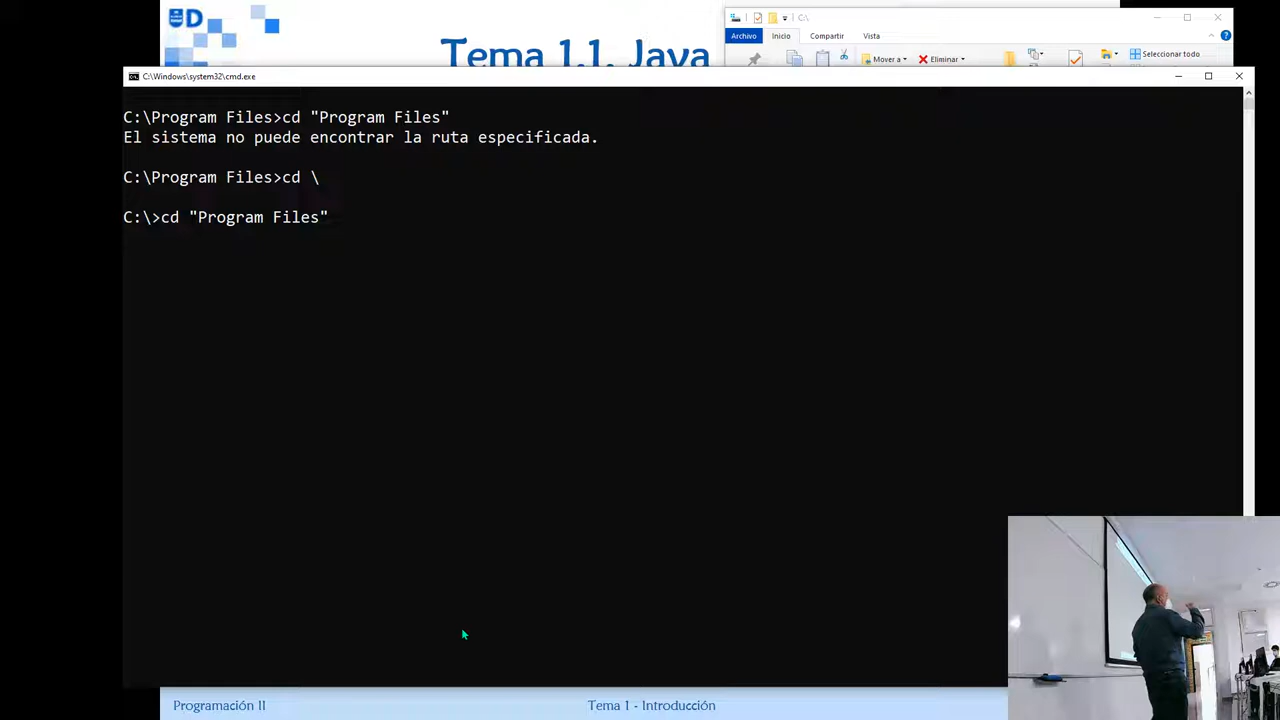 D
Tema 1.1. Java
C:\
Archivo Inicio Compartir Vista
Mover a Eliminar Seleccionar todo
C:\Windows\system32\cmd.exe
C:\Program Files>cd "Program Files"
El sistema no puede encontrar la ruta especificada.
C:\Program Files>cd \
C:\>cd "Program Files"
Programación II Tema 1 - Introducción